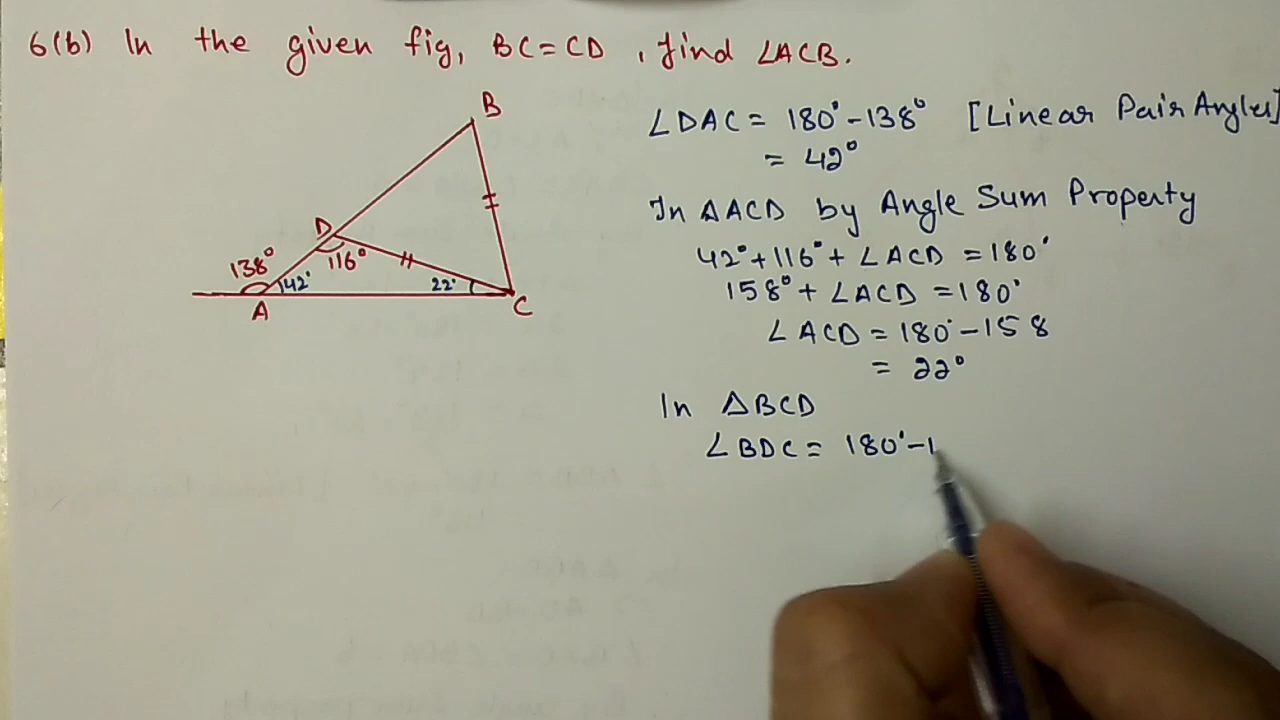 6(b) In the given fig, BC=CD, find ∠ACB.
B
D
138°
116°
42°
22°
A
C
∠DAC = 180° - 138° [Linear Pair Angles]
= 42°
In ΔACD by Angle Sum Property
42° + 116° + ∠ACD = 180°
158° + ∠ACD = 180°
∠ACD = 180° - 158
= 22°
In ΔBCD
∠BDC = 180° - 1